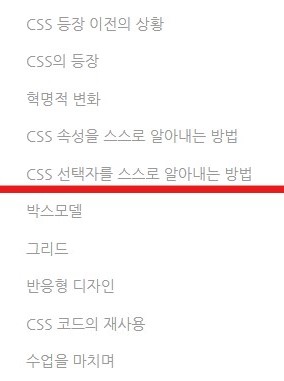 CSS 등장 이전의 상황
CSS의 등장
혁명적 변화
CSS 속성을 스스로 알아내는 방법
CSS 선택자를 스스로 알아내는 방법
박스모델
그리드
반응형 디자인
CSS 코드의 재사용
수업을 마치며